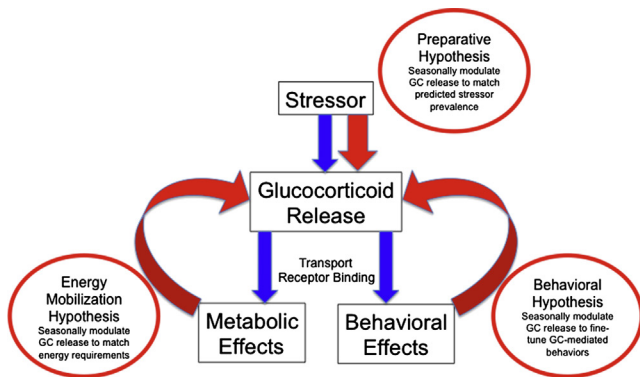 Preparative
Hypothesis
Seasonally modulate
GC release to match
predicted stressor
prevalence
Stressor
Glucocorticoid
Release
Transport
Receptor Binding
Energy
Mobilization
Hypothesis
Seasonally modulate
GC release to match
energy requirements
Metabolic
Effects
Behavioral
Effects
Behavioral
Hypothesis
Seasonally modulate
GC release to fine-
tune GC-mediated
behaviors